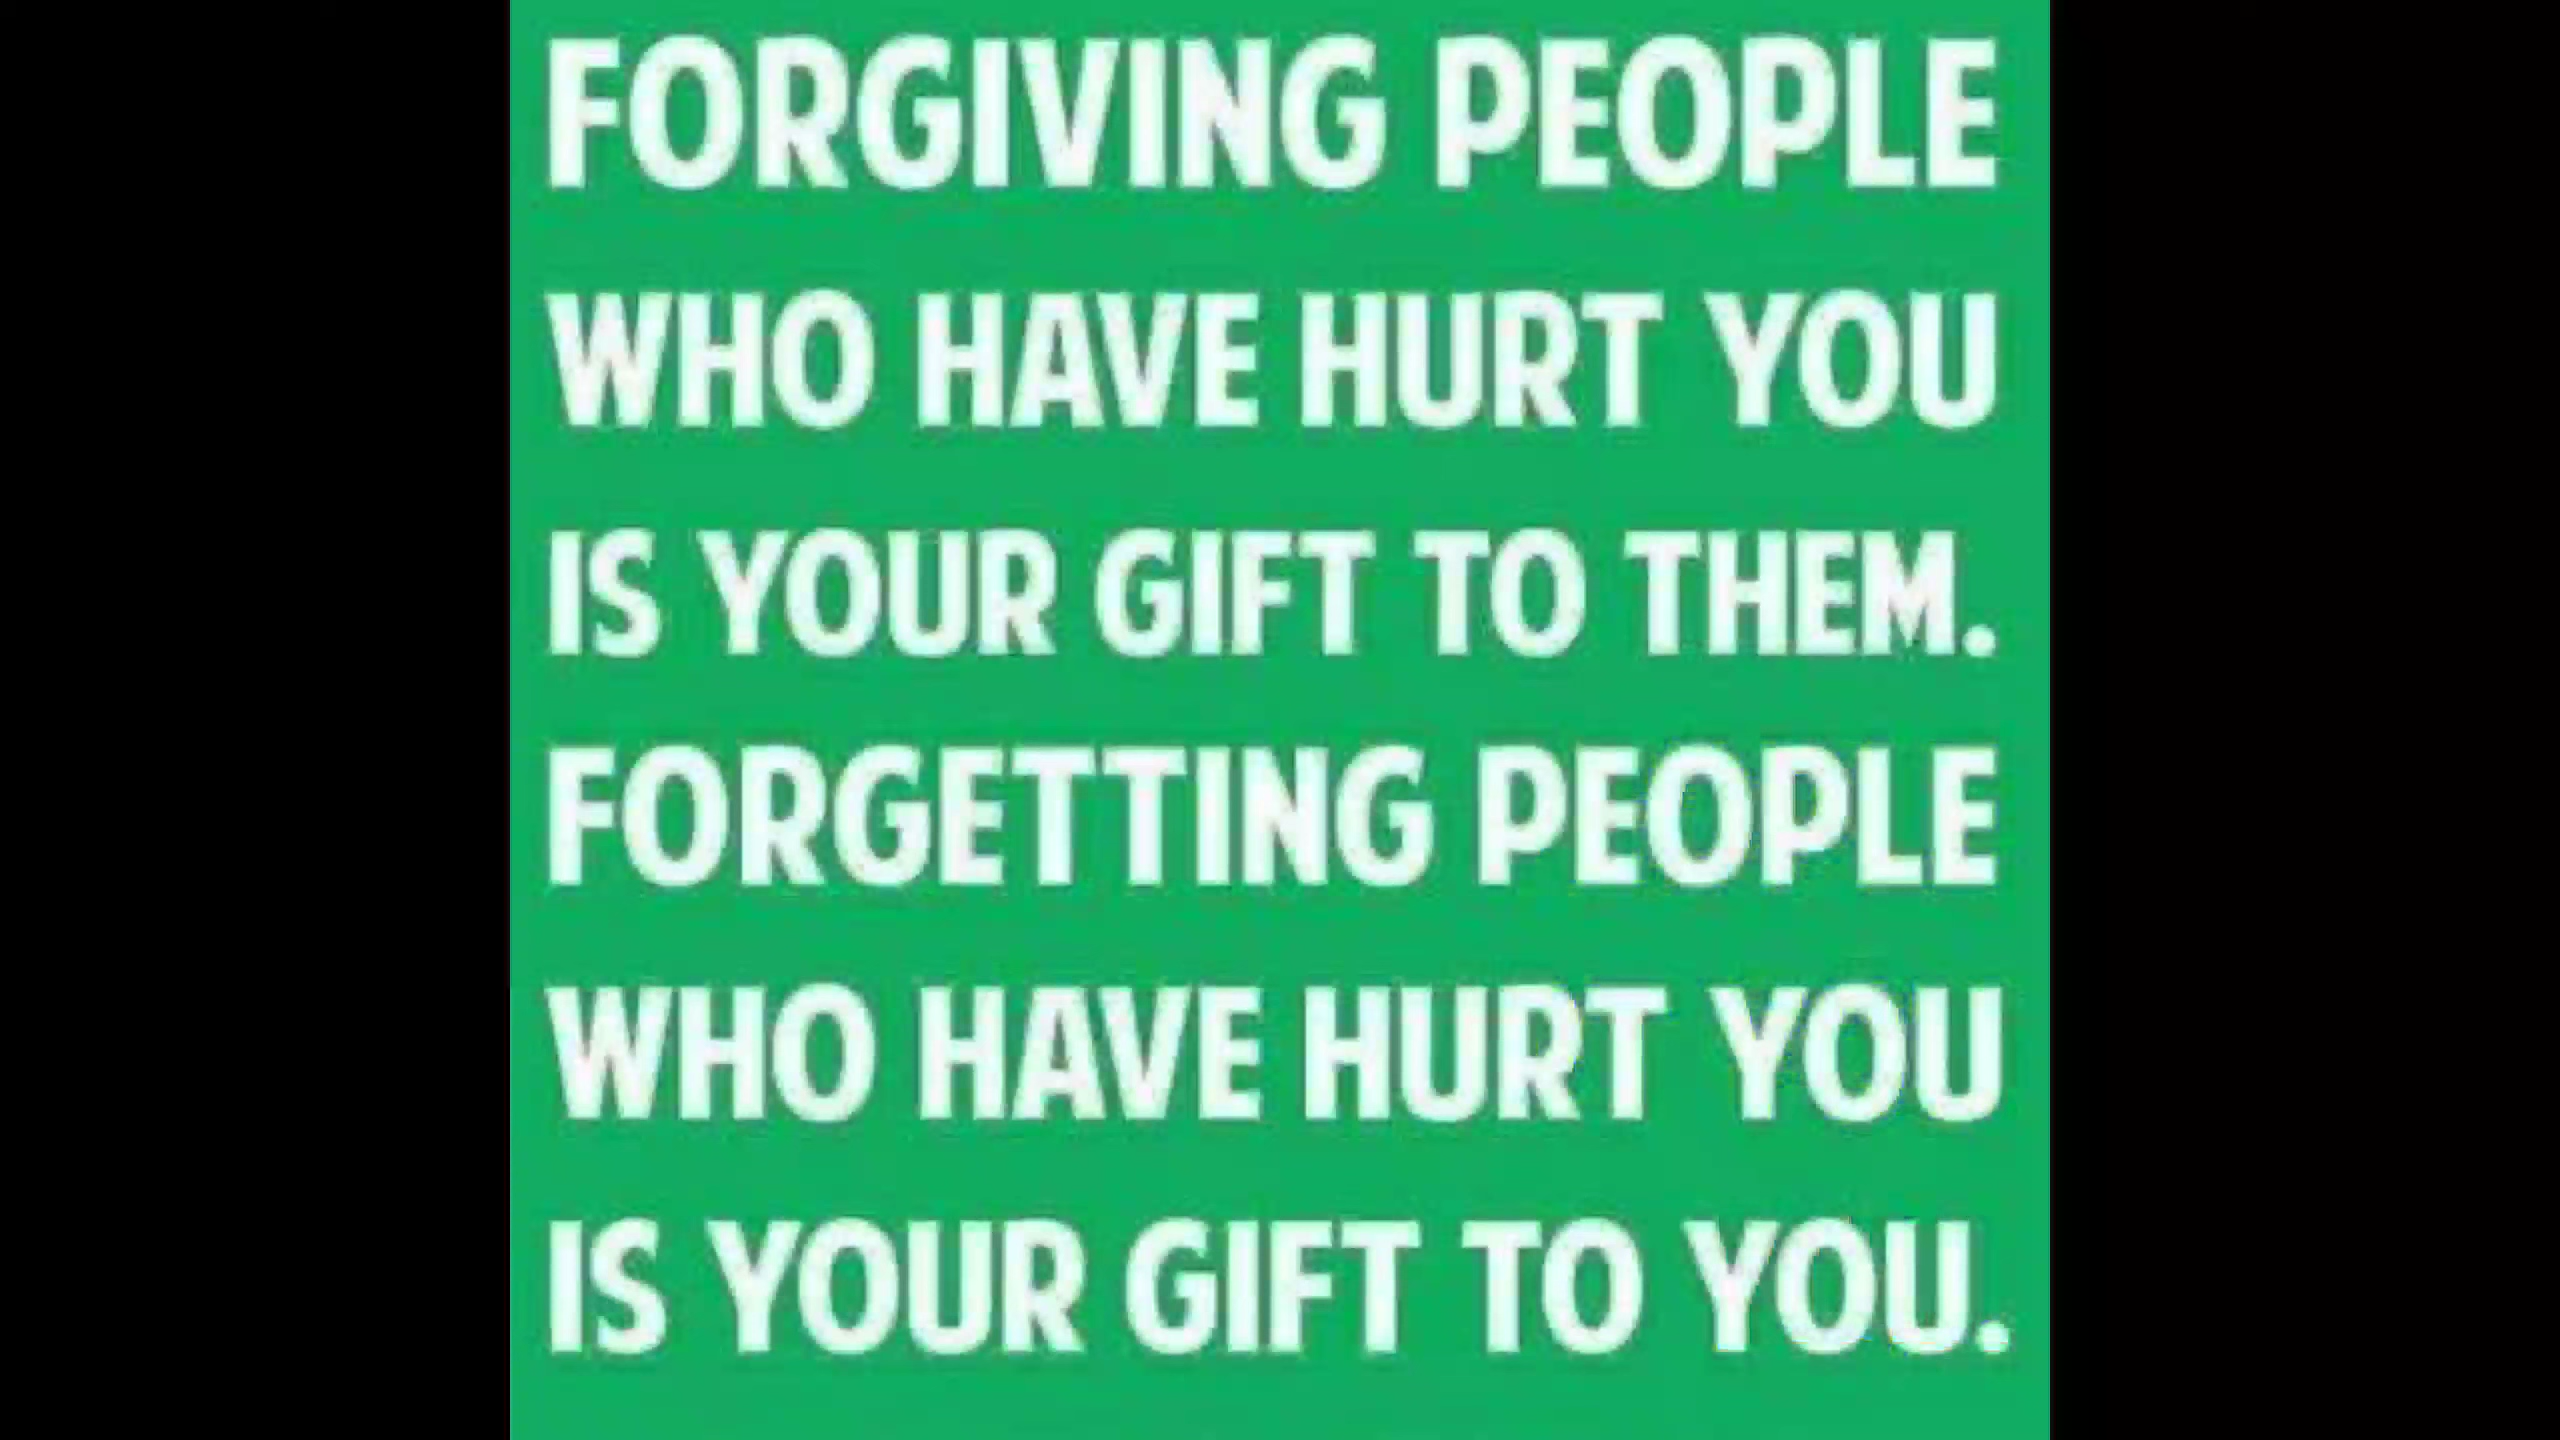 FORGIVING PEOPLE
WHO HAVE HURT YOU
IS YOUR GIFT TO THEM.
FORGETTING PEOPLE
WHO HAVE HURT YOU
IS YOUR GIFT TO YOU.